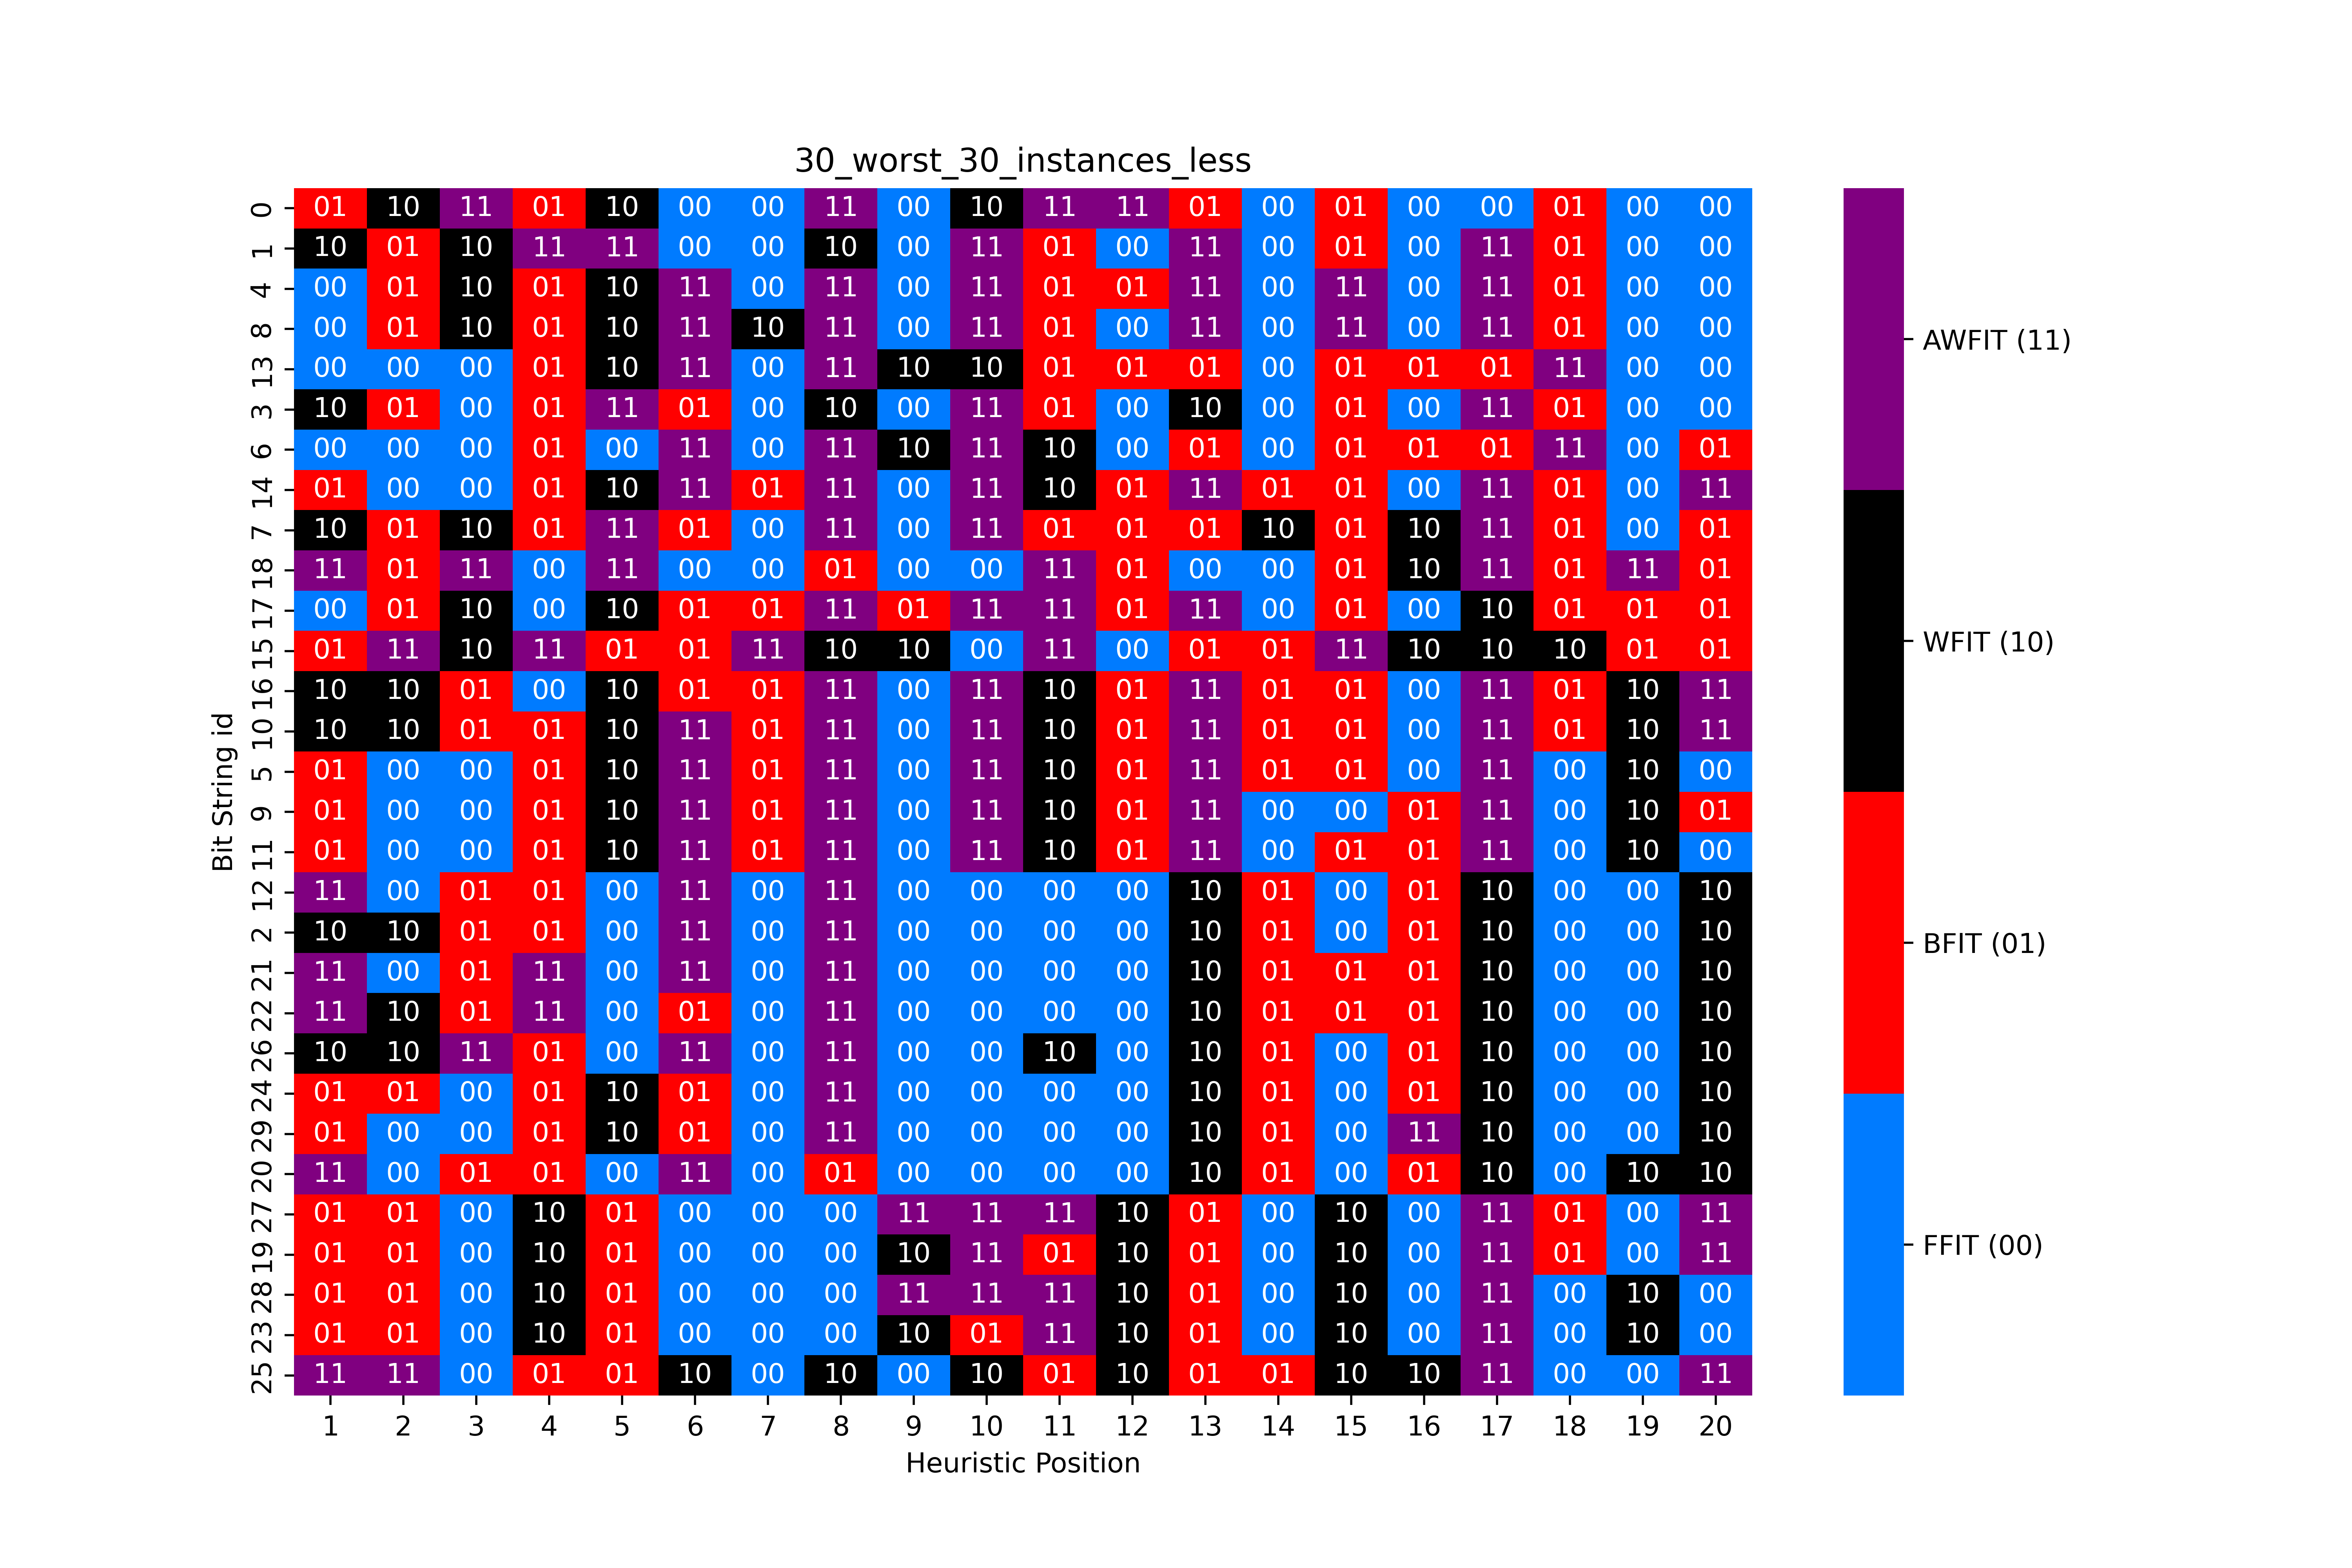 30_worst_30_instances_less
0 01 10 11 01 10 00 00 11 00 10 11 11 01 00 01 00 00 01 00 00
1 10 01 10 11 11 00 00 10 00 11 01 00 11 00 01 00 11 01 00 00
4 00 01 10 01 10 11 00 11 00 11 01 01 11 00 11 00 11 01 00 00
8 00 01 10 01 10 11 10 11 00 11 01 00 11 00 11 00 11 01 00 00
13 00 00 00 01 10 11 00 11 10 10 01 01 01 00 01 01 01 11 00 00
3 10 01 00 01 11 01 00 10 00 11 01 00 10 00 01 00 11 01 00 00
6 00 00 00 01 00 11 00 11 10 11 10 00 01 00 01 01 01 11 00 01
14 01 00 00 01 10 11 01 11 00 11 10 01 11 01 01 00 11 01 00 11
7 10 01 10 01 11 01 00 11 00 11 01 01 01 10 01 10 11 01 00 01
18 11 01 11 00 11 00 00 01 00 00 11 01 00 00 01 10 11 01 11 01
17 00 01 10 00 10 01 01 11 01 11 11 01 11 00 01 00 10 01 01 01
15 01 11 10 11 01 01 11 10 10 00 11 00 01 01 11 10 10 10 01 01
16 10 10 01 00 10 01 01 11 00 11 10 01 11 01 01 00 11 01 10 11
10 10 10 01 01 10 11 01 11 00 11 10 01 11 01 01 00 11 01 10 11
5 01 00 00 01 10 11 01 11 00 11 10 01 11 01 01 00 11 00 10 00
9 01 00 00 01 10 11 01 11 00 11 10 01 11 00 00 01 11 00 10 01
11 01 00 00 01 10 11 01 11 00 11 10 01 11 00 01 01 11 00 10 00
12 11 00 01 01 00 11 00 11 00 00 00 00 10 01 00 01 10 00 00 10
2 10 10 01 01 00 11 00 11 00 00 00 00 10 01 00 01 10 00 00 10
21 11 00 01 11 00 11 00 11 00 00 00 00 10 01 01 01 10 00 00 10
22 11 10 01 11 00 01 00 11 00 00 00 00 10 01 01 01 10 00 00 10
26 10 10 11 01 00 11 00 11 00 00 10 00 10 01 00 01 10 00 00 10
24 01 01 00 01 10 01 00 11 00 00 00 00 10 01 00 01 10 00 00 10
29 01 00 00 01 10 01 00 11 00 00 00 00 10 01 00 11 10 00 00 10
20 11 00 01 01 00 11 00 01 00 00 00 00 10 01 00 01 10 00 10 10
27 01 01 00 10 01 00 00 00 11 11 11 10 01 00 10 00 11 01 00 11
19 01 01 00 10 01 00 00 00 10 11 01 10 01 00 10 00 11 01 00 11
28 01 01 00 10 01 00 00 00 11 11 11 10 01 00 10 00 11 00 10 00
23 01 01 00 10 01 00 00 00 10 01 11 10 01 00 10 00 11 00 10 00
25 11 11 00 01 01 10 00 10 00 10 01 10 01 01 10 10 11 00 00 11
1 2 3 4 5 6 7 8 9 10 11 12 13 14 15 16 17 18 19 20
Heuristic Position
Bit String id
AWFIT (11)
WFIT (10)
BFIT (01)
FFIT (00)